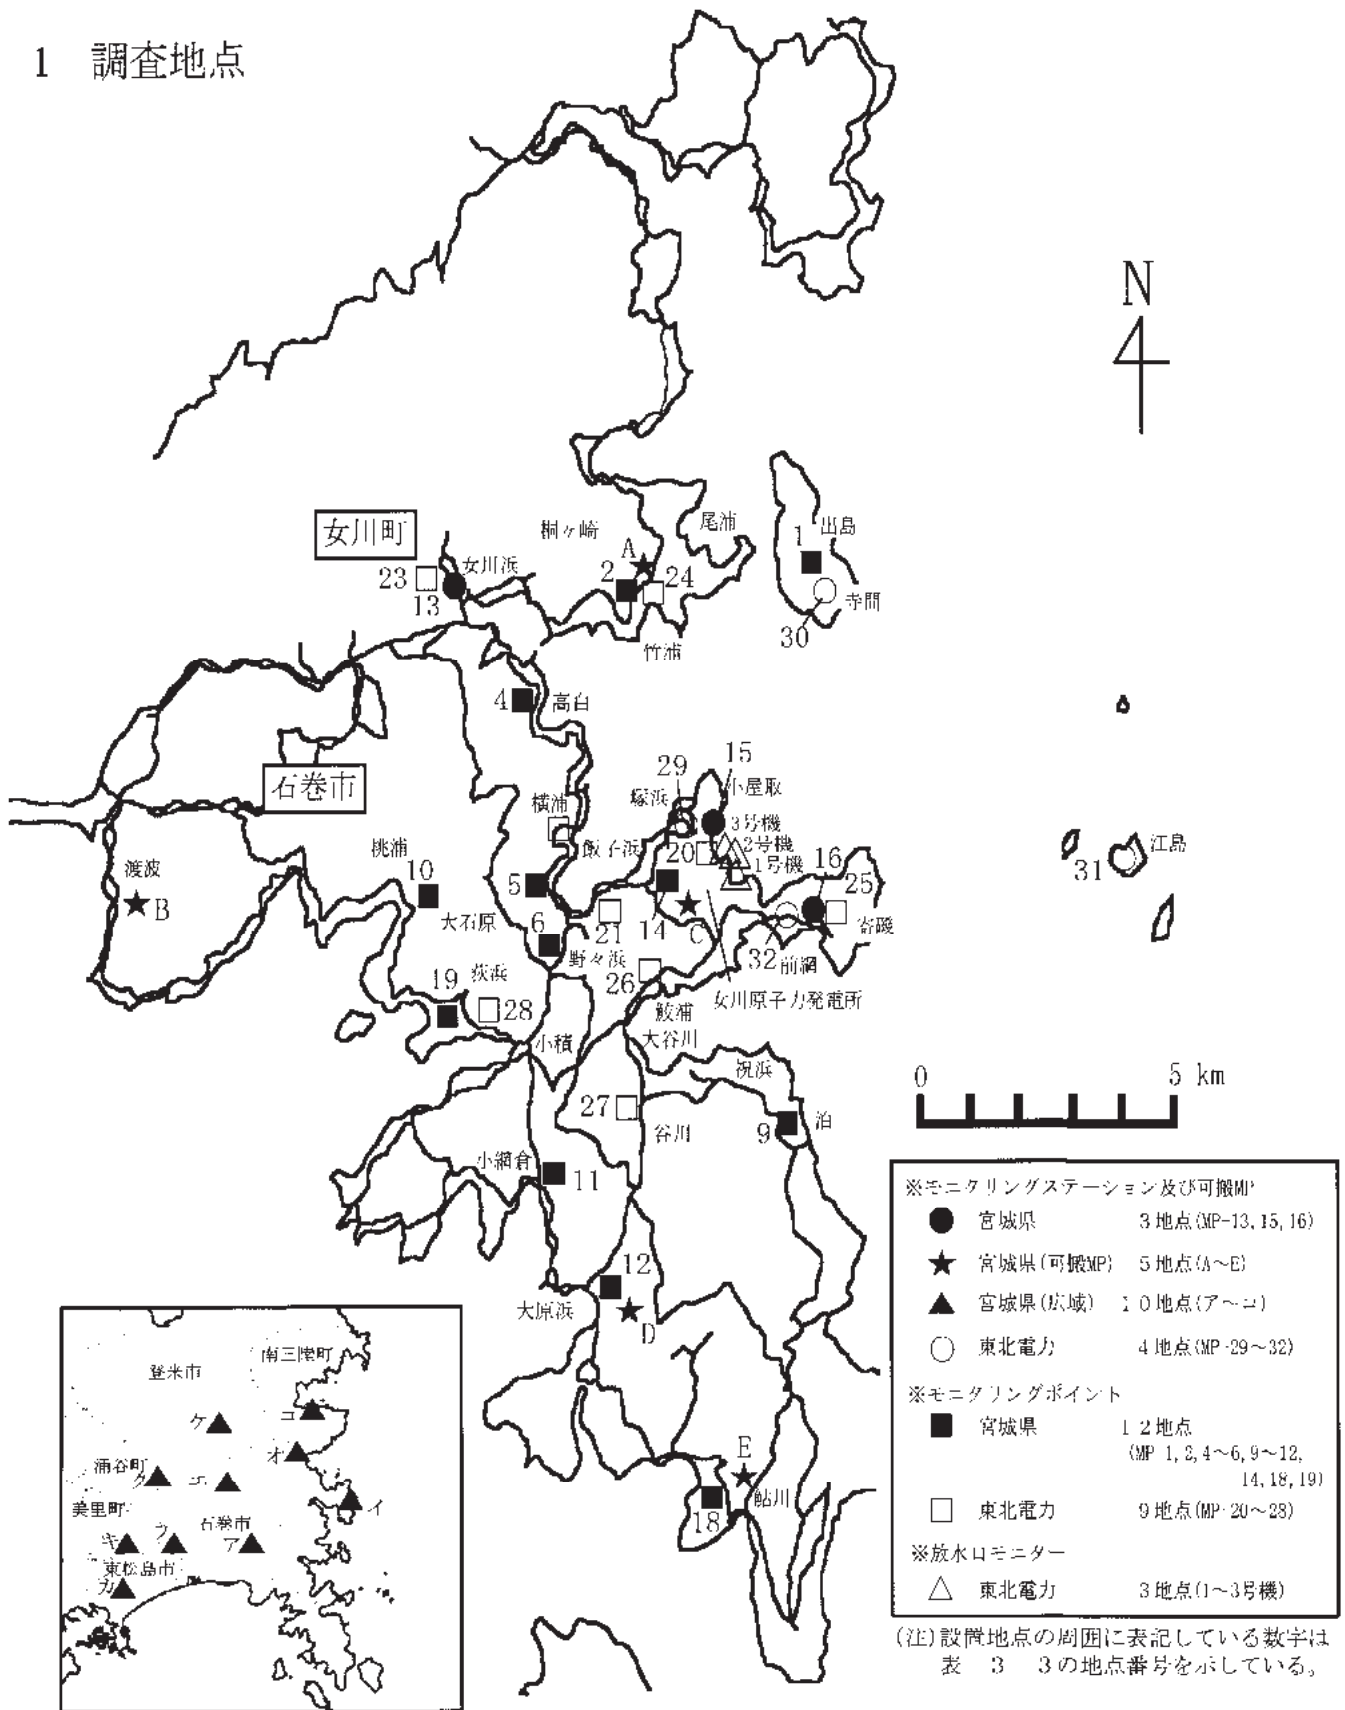 1 調査地点
N
女川町
桐ヶ崎
尾浦
1
出島
A
23
女川浜
2
24
13
寺間
30
竹浦
4
高白
15
29
小屋取
石巻市
塚浜
横浦
3号機
2号機
飯子浜
20
1号機
桃浦
16
江島
渡波
10
25
31
B
5
大石原
6
21
14
C
寄磯
野々浜
32
前網
19
荻浜
26
28
鮫浦
女川原子力発電所
小積
大谷川
祝浜
0
5 km
27
谷川
9
泊
小網倉
11
12
大原浜
D
E
18
鮎川
※モニタリングステーション及び可搬MP
宮城県 3地点(MP-13,15,16)
宮城県(可搬MP) 5地点(A～E)
宮城県(広域) 10地点(ア～コ)
東北電力 4地点(MP-29～32)
※モニタリングポイント
宮城県 12地点
(MP 1,2,4～6,9～12,
14,18,19)
東北電力 9地点(MP-20～28)
※放水口モニター
東北電力 3地点(1～3号機)
(注)設置地点の周囲に表記している数字は
表 3 3の地点番号を示している。
南三陸町
登米市
コ
ケ
オ
涌谷町
ク
エ
イ
美里町
石巻市
キ
ウ
ア
東松島市
カ